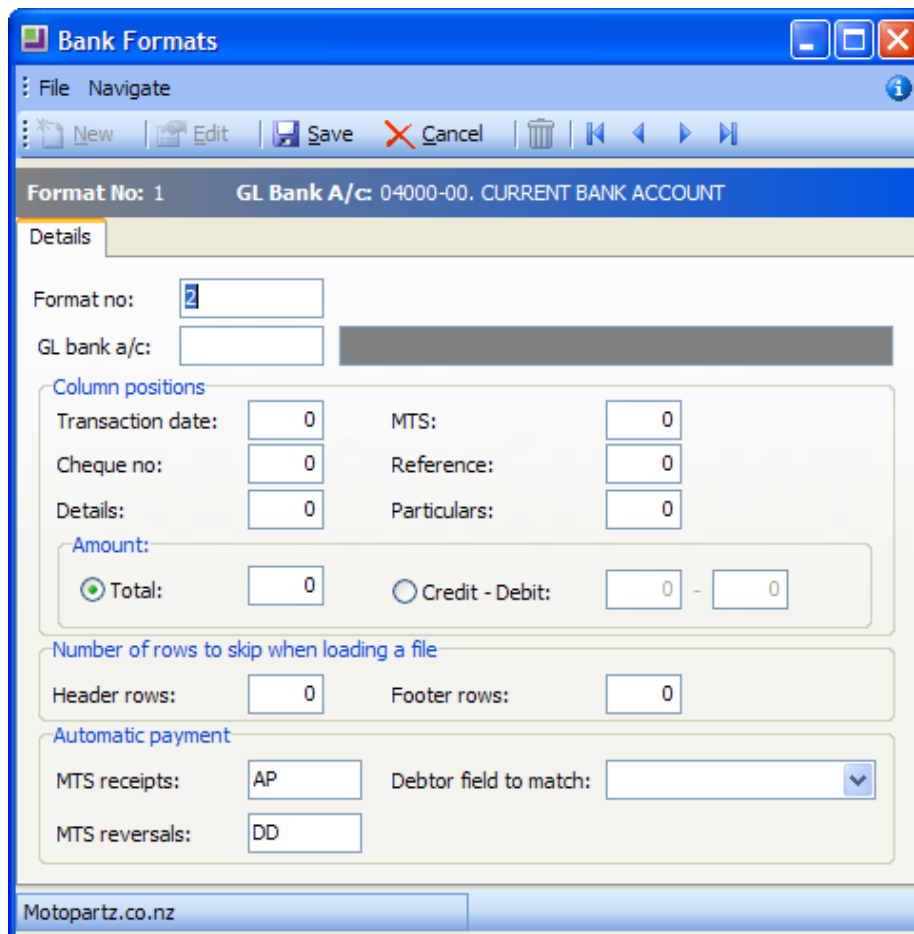 Bank Formats
File Navigate
New Edit Save Cancel
Format No: 1 GL Bank A/c: 04000-00. CURRENT BANK ACCOUNT
Details
Format no: 2
GL bank a/c:
Column positions
Transaction date: 0 MTS: 0
Cheque no: 0 Reference: 0
Details: 0 Particulars: 0
Amount:
Total: 0 Credit - Debit: 0 - 0
Number of rows to skip when loading a file
Header rows: 0 Footer rows: 0
Automatic payment
MTS receipts: AP Debtor field to match:
MTS reversals: DD
Motopartz.co.nz